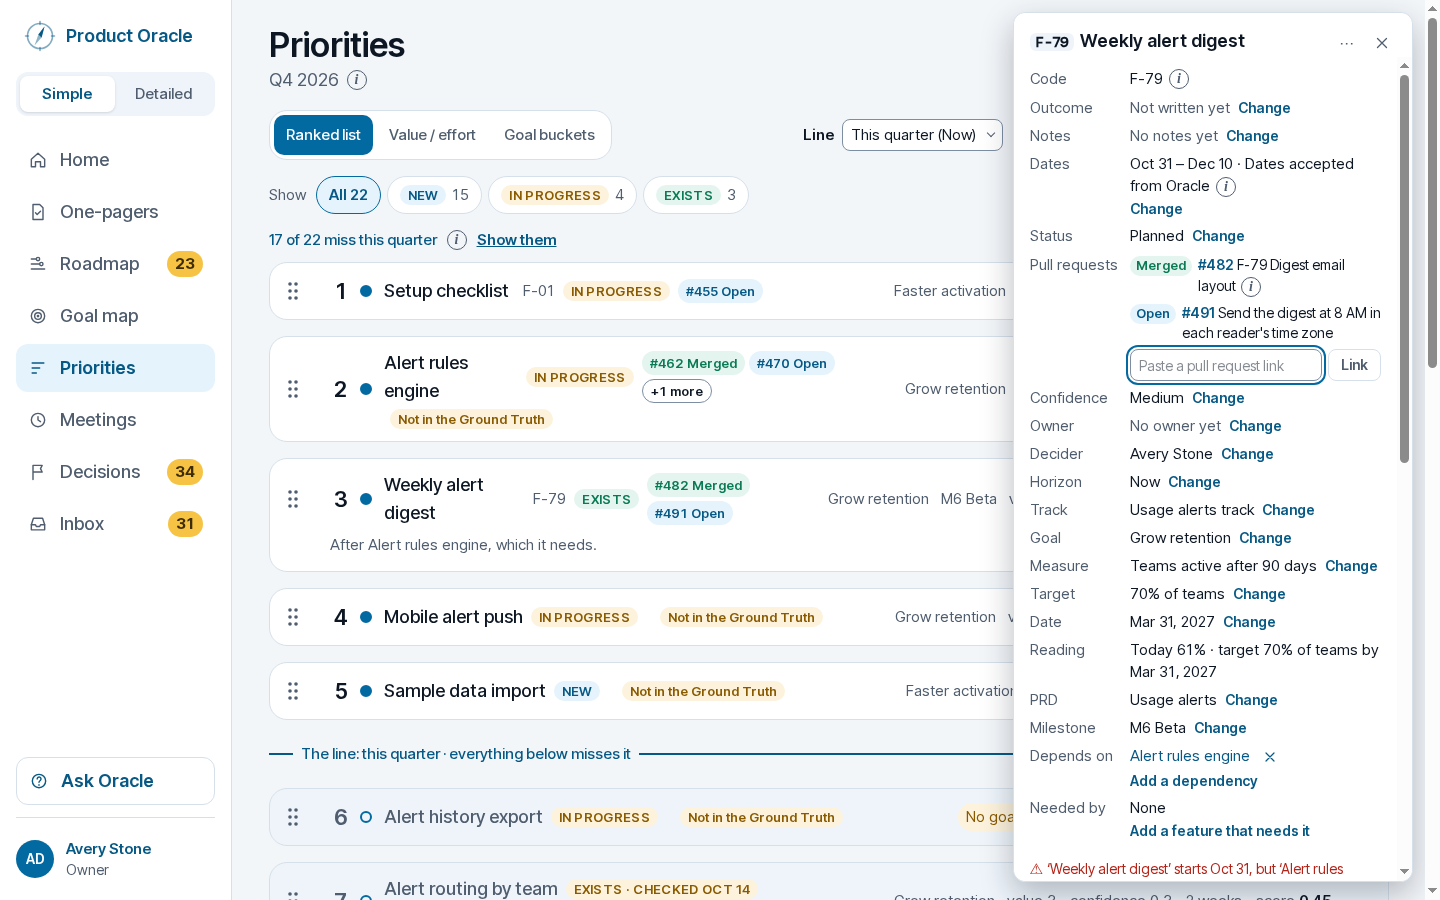 Product Oracle
Simple
Detailed
Home
One-pagers
Roadmap 23
Goal map
Priorities
Meetings
Decisions 34
Inbox 31
Ask Oracle
AD
Avery Stone
Owner
Priorities
Q4 2026 i
Ranked list
Value / effort
Goal buckets
Line This quarter (Now)
Show All 22 NEW 15 IN PROGRESS 4 EXISTS 3
17 of 22 miss this quarter i Show them
1 Setup checklist F-01 IN PROGRESS #455 Open Faster activation
2 Alert rules engine IN PROGRESS #462 Merged #470 Open
+1 more
Grow retention
Not in the Ground Truth
3 Weekly alert digest F-79 EXISTS #482 Merged
#491 Open
Grow retention M6 Beta
After Alert rules engine, which it needs.
4 Mobile alert push IN PROGRESS Not in the Ground Truth Grow retention
5 Sample data import NEW Not in the Ground Truth Faster activation
The line: this quarter · everything below misses it
6 Alert history export IN PROGRESS Not in the Ground Truth No goa
7 Alert routing by team EXISTS · CHECKED OCT 14
F-79 Weekly alert digest ...
Code F-79 i
Outcome Not written yet Change
Notes No notes yet Change
Dates Oct 31 – Dec 10 · Dates accepted
from Oracle i
Change
Status Planned Change
Pull requests Merged #482 F-79 Digest email
layout i
Open #491 Send the digest at 8 AM in
each reader's time zone
Paste a pull request link Link
Confidence Medium Change
Owner No owner yet Change
Decider Avery Stone Change
Horizon Now Change
Track Usage alerts track Change
Goal Grow retention Change
Measure Teams active after 90 days Change
Target 70% of teams Change
Date Mar 31, 2027 Change
Reading Today 61% · target 70% of teams by
Mar 31, 2027
PRD Usage alerts Change
Milestone M6 Beta Change
Depends on Alert rules engine
Add a dependency
Needed by None
Add a feature that needs it
⚠ ‘Weekly alert digest’ starts Oct 31, but ‘Alert rules